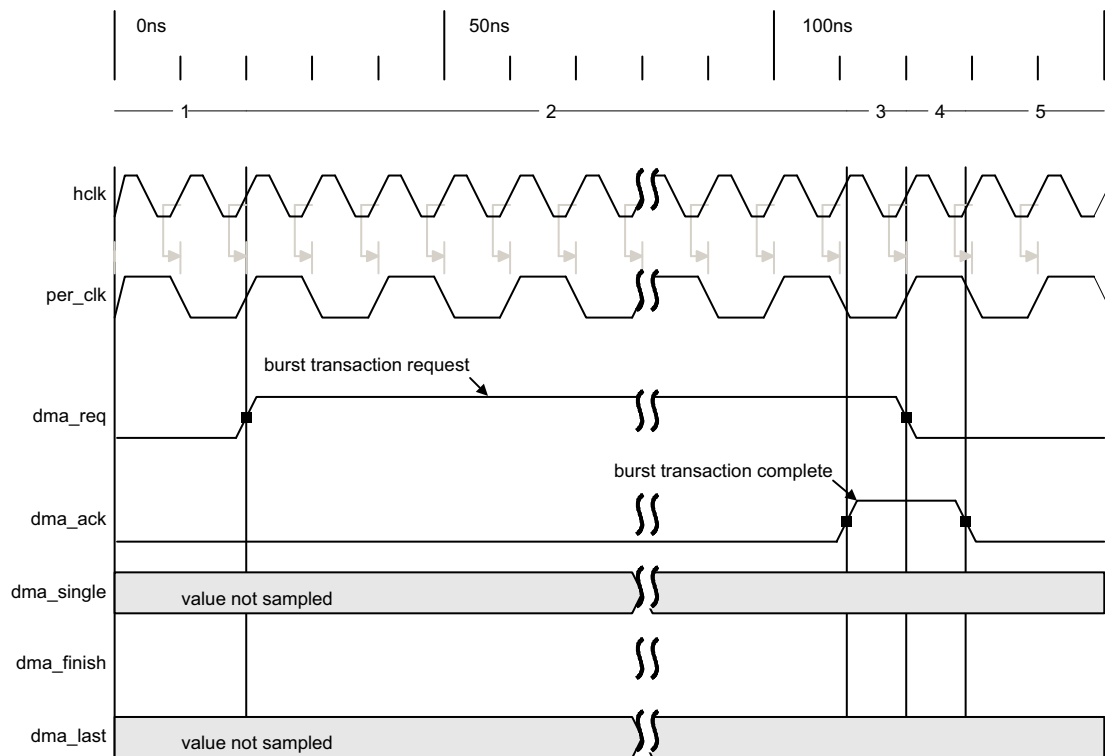 0ns 50ns 100ns
1 2 3 4 5
hclk
per_clk
burst transaction request
dma_req
burst transaction complete
dma_ack
dma_single value not sampled
dma_finish
dma_last value not sampled